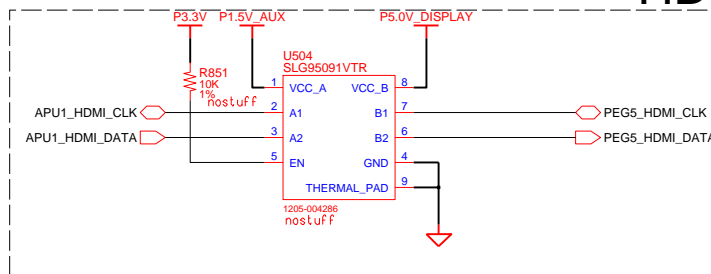 HD
P3.3V P1.5V_AUX P5.0V_DISPLAY
U504
SLG95091VTR
R851
10K
1%
nostuff
1 VCC_A VCC_B 8
APU1_HDMI_CLK 2 A1 B1 7 PEG5_HDMI_CLK
APU1_HDMI_DATA 3 A2 B2 6 PEG5_HDMI_DATA
5 EN GND 4
THERMAL_PAD 9
1205-004286
nostuff